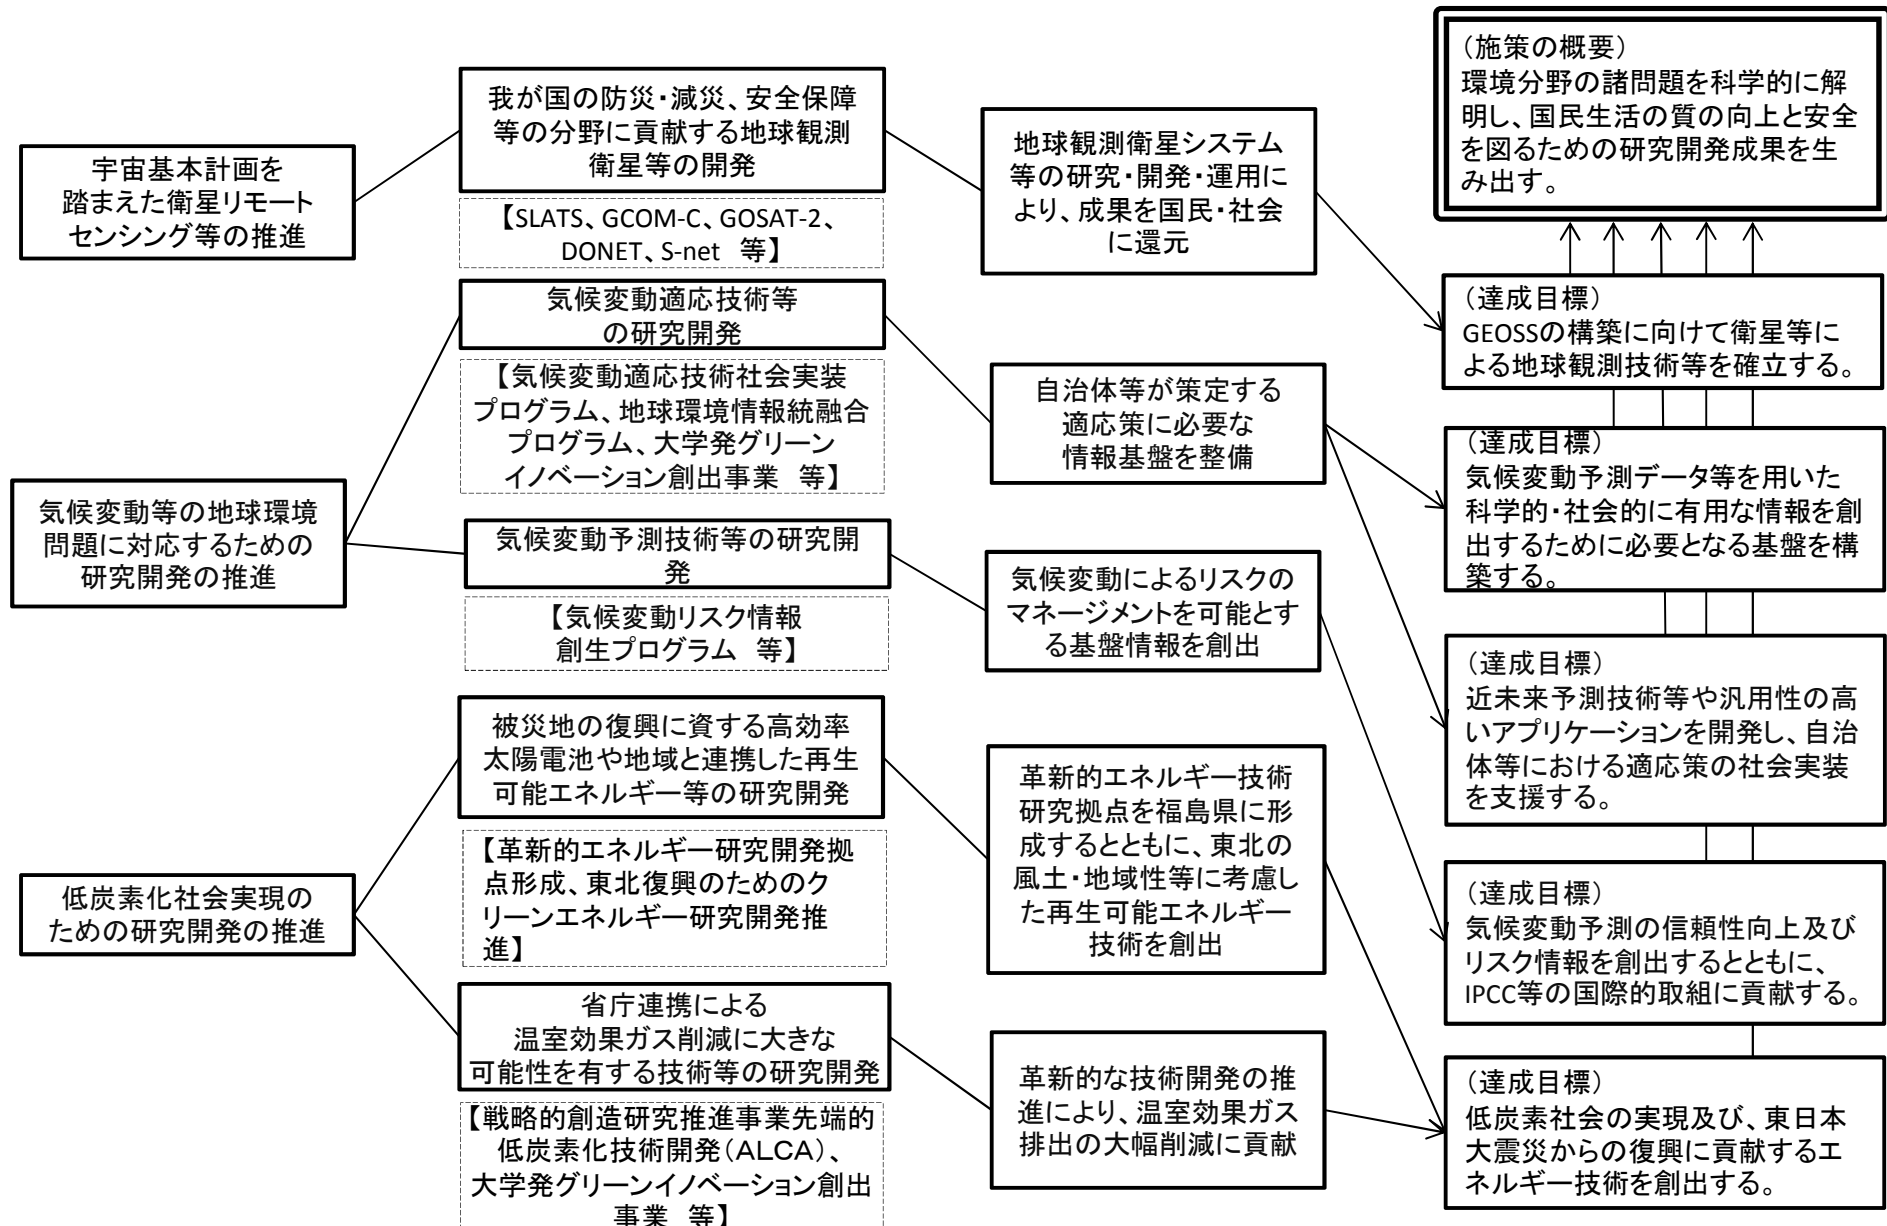 宇宙基本計画を
踏まえた衛星リモート
センシング等の推進
気候変動等の地球環境
問題に対応するための
研究開発の推進
低炭素化社会実現の
ための研究開発の推進
我が国の防災・減災、安全保障
等の分野に貢献する地球観測
衛星等の開発
【SLATS、GCOM-C、GOSAT-2、
DONET、S-net 等】
気候変動適応技術等
の研究開発
【気候変動適応技術社会実装
プログラム、地球環境情報統融合
プログラム、大学発グリーン
イノベーション創出事業 等】
気候変動予測技術等の研究開
発
【気候変動リスク情報
創生プログラム 等】
被災地の復興に資する高効率
太陽電池や地域と連携した再生
可能エネルギー等の研究開発
【革新的エネルギー研究開発拠
点形成、東北復興のためのク
リーンエネルギー研究開発推
進】
省庁連携による
温室効果ガス削減に大きな
可能性を有する技術等の研究開発
【戦略的創造研究推進事業先端的
低炭素化技術開発(ALCA)、
大学発グリーンイノベーション創出
事業 等】
地球観測衛星システム
等の研究・開発・運用に
より、成果を国民・社会
に還元
自治体等が策定する
適応策に必要な
情報基盤を整備
気候変動によるリスクの
マネージメントを可能とす
る基盤情報を創出
革新的エネルギー技術
研究拠点を福島県に形
成するとともに、東北の
風土・地域性等に考慮し
た再生可能エネルギー
技術を創出
革新的な技術開発の推
進により、温室効果ガス
排出の大幅削減に貢献
(施策の概要)
環境分野の諸問題を科学的に解
明し、国民生活の質の向上と安全
を図るための研究開発成果を生
み出す。
(達成目標)
GEOSSの構築に向けて衛星等に
よる地球観測技術等を確立する。
(達成目標)
気候変動予測データ等を用いた
科学的・社会的に有用な情報を創
出するために必要となる基盤を構
築する。
(達成目標)
近未来予測技術等や汎用性の高
いアプリケーションを開発し、自治
体等における適応策の社会実装
を支援する。
(達成目標)
気候変動予測の信頼性向上及び
リスク情報を創出するとともに、
IPCC等の国際的取組に貢献する。
(達成目標)
低炭素社会の実現及び、東日本
大震災からの復興に貢献するエ
ネルギー技術を創出する。